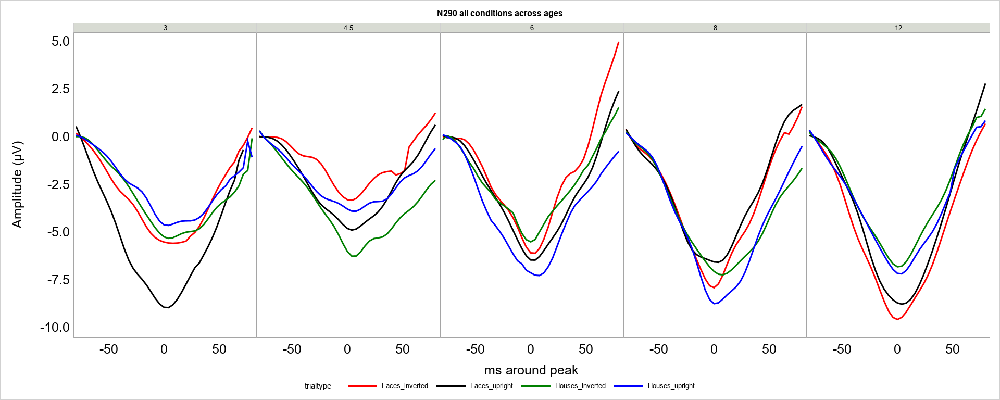 N290 all conditions across ages
3 4.5 6 8 12
5.0
2.5
0.0
-2.5
-5.0
-7.5
-10.0
Amplitude (µV)
-50 0 50 -50 0 50 -50 0 50 -50 0 50 -50 0 50
ms around peak
trialtype Faces_inverted Faces_upright Houses_inverted Houses_upright